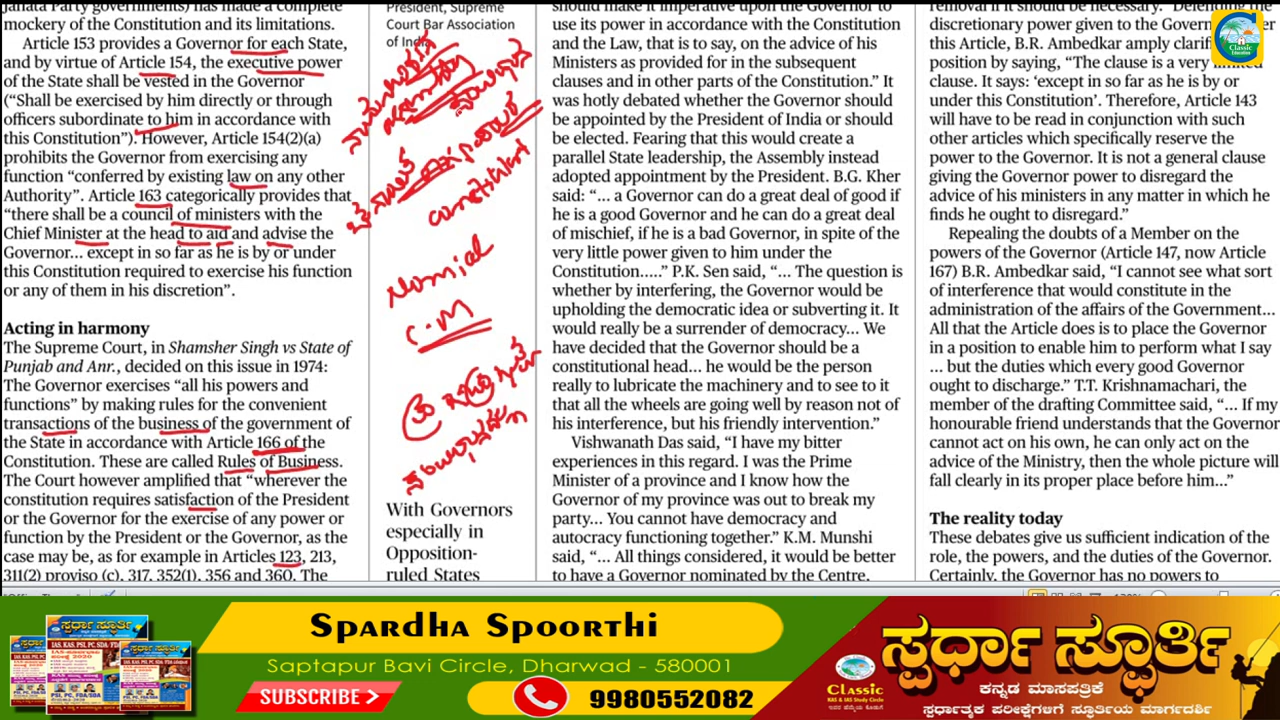 Janata Party governments) has made a complete
mockery of the Constitution and its limitations.
Article 153 provides a Governor for each State,
and by virtue of Article 154, the executive power
of the State shall be vested in the Governor
(“Shall be exercised by him directly or through
officers subordinate to him in accordance with
this Constitution”). However, Article 154(2)(a)
prohibits the Governor from exercising any
function “conferred by existing law on any other
Authority”. Article 163 categorically provides that
“there shall be a council of ministers with the
Chief Minister at the head to aid and advise the
Governor... except in so far as he is by or under
this Constitution required to exercise his function
or any of them in his discretion”.
Acting in harmony
The Supreme Court, in Shamsher Singh vs State of
Punjab and Anr., decided on this issue in 1974:
The Governor exercises “all his powers and
functions” by making rules for the convenient
transactions of the business of the government of
the State in accordance with Article 166 of the
Constitution. These are called Rules of Business.
The Court however amplified that “wherever the
constitution requires satisfaction of the President
or the Governor for the exercise of any power or
function by the President or the Governor, as the
case may be, as for example in Articles 123, 213,
311(2) proviso (c), 317, 352(1), 356 and 360. The
President, Supreme
Court Bar Association
of India
Nomial
C.M
With Governors
especially in
Opposition-
ruled States
should make it imperative upon the Governor to
use its power in accordance with the Constitution
and the Law, that is to say, on the advice of his
Ministers as provided for in the subsequent
clauses and in other parts of the Constitution.” It
was hotly debated whether the Governor should
be appointed by the President of India or should
be elected. Fearing that this would create a
parallel State leadership, the Assembly instead
adopted appointment by the President. B.G. Kher
said: “... a Governor can do a great deal of good if
he is a good Governor and he can do a great deal
of mischief, if he is a bad Governor, in spite of the
very little power given to him under the
Constitution.....” P.K. Sen said, “... The question is
whether by interfering, the Governor would be
upholding the democratic idea or subverting it. It
would really be a surrender of democracy... We
have decided that the Governor should be a
constitutional head... he would be the person
really to lubricate the machinery and to see to it
that all the wheels are going well by reason not of
his interference, but his friendly intervention.”
Vishwanath Das said, “I have my bitter
experiences in this regard. I was the Prime
Minister of a province and I know how the
Governor of my province was out to break my
party... You cannot have democracy and
autocracy functioning together.” K.M. Munshi
said, “... All things considered, it would be better
to have a Governor nominated by the Centre,
removal if it should be necessary.” Defending the
discretionary power given to the Governor
this Article, B.R. Ambedkar amply
position by saying, “The clause is a very limited
clause. It says: ‘except in so far as he is by or
under this Constitution’. Therefore, Article 143
will have to be read in conjunction with such
other articles which specifically reserve the
power to the Governor. It is not a general clause
giving the Governor power to disregard the
advice of his ministers in any matter in which he
finds he ought to disregard.”
Repealing the doubts of a Member on the
powers of the Governor (Article 147, now Article
167) B.R. Ambedkar said, “I cannot see what sort
of interference that would constitute in the
administration of the affairs of the Government...
All that the Article does is to place the Governor
in a position to enable him to perform what I say
... but the duties which every good Governor
ought to discharge.” T.T. Krishnamachari, the
member of the drafting Committee said, “... If my
honourable friend understands that the Governor
cannot act on his own, he can only act on the
advice of the Ministry, then the whole picture will
fall clearly in its proper place before him...”
The reality today
These debates give us sufficient indication of the
role, the powers, and the duties of the Governor.
Certainly, the Governor has no powers to
Classic
Education
Spardha Spoorthi
Saptapur Bavi Circle, Dharwad - 580001
SUBSCRIBE >
9980552082
Classic
IAS & KAS Study Circle
ಸ್ಪರ್ಧಾ ಸ್ಫೂರ್ತಿ
ಕನ್ನಡ ಮಾಸಪತ್ರಿಕೆ
ಸ್ಪರ್ಧಾತ್ಮಕ ಪರೀಕ್ಷೆಗಳಿಗೆ ಸ್ಫೂರ್ತಿಯ ಮಾರ್ಗದರ್ಶಿ